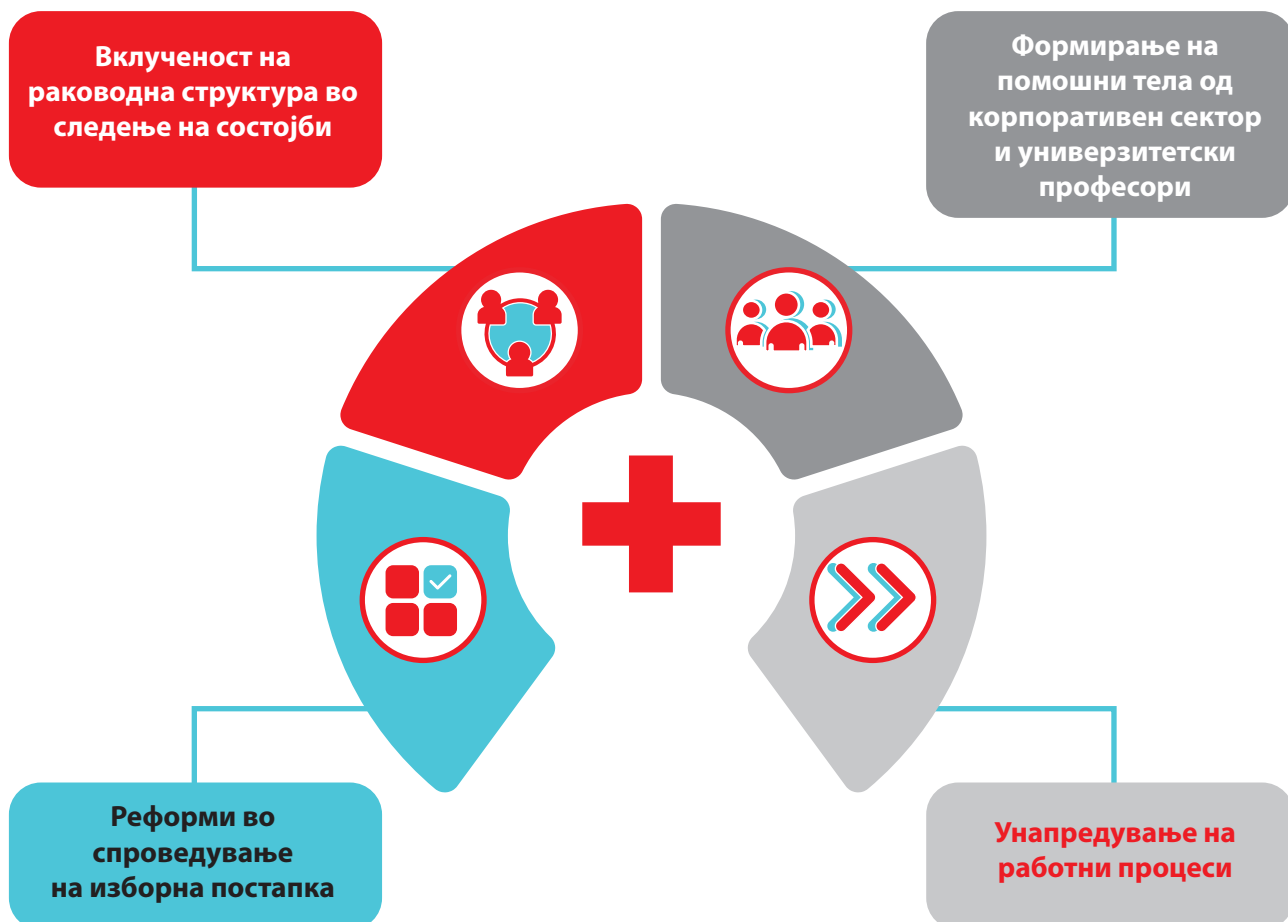 Вклученост на
раководна структура во
следење на состојби
Формирање на
помошни тела од
корпоративен сектор
и универзитетски
професори
Реформи во
спроведување
на изборна постапка
Унапредување на
работни процеси